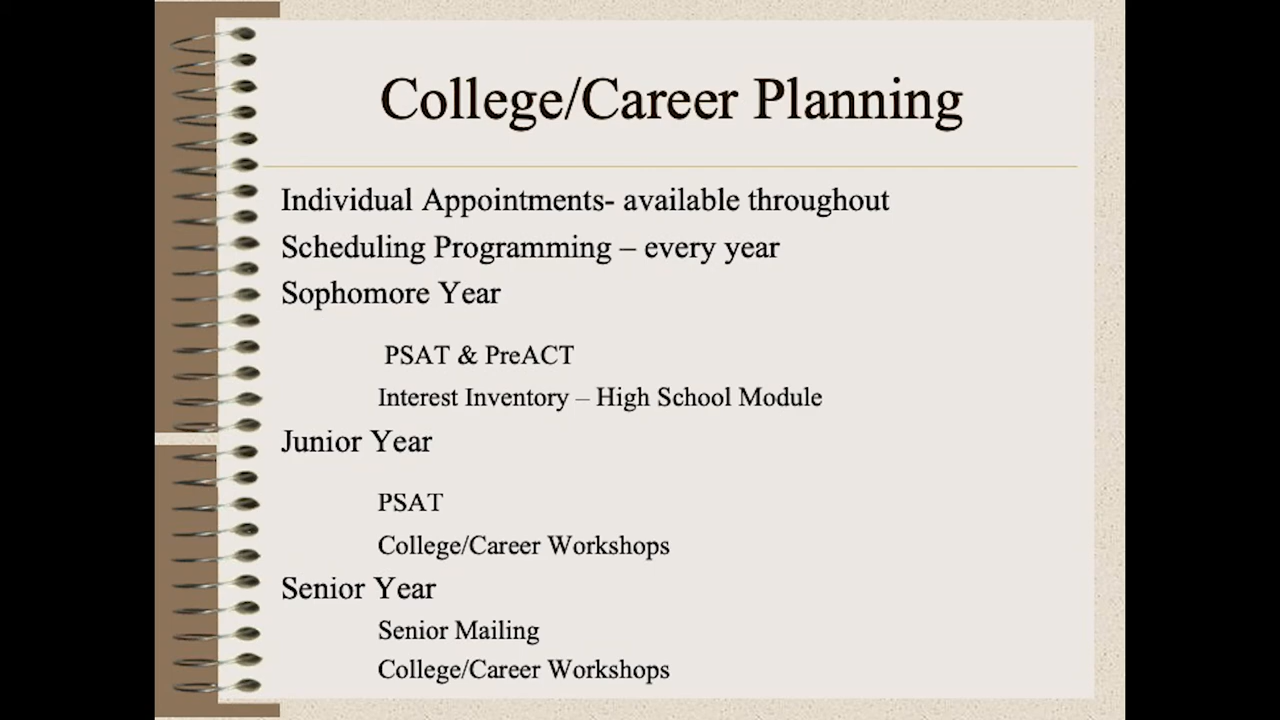 College/Career Planning
Individual Appointments- available throughout
Scheduling Programming – every year
Sophomore Year
PSAT & PreACT
Interest Inventory – High School Module
Junior Year
PSAT
College/Career Workshops
Senior Year
Senior Mailing
College/Career Workshops